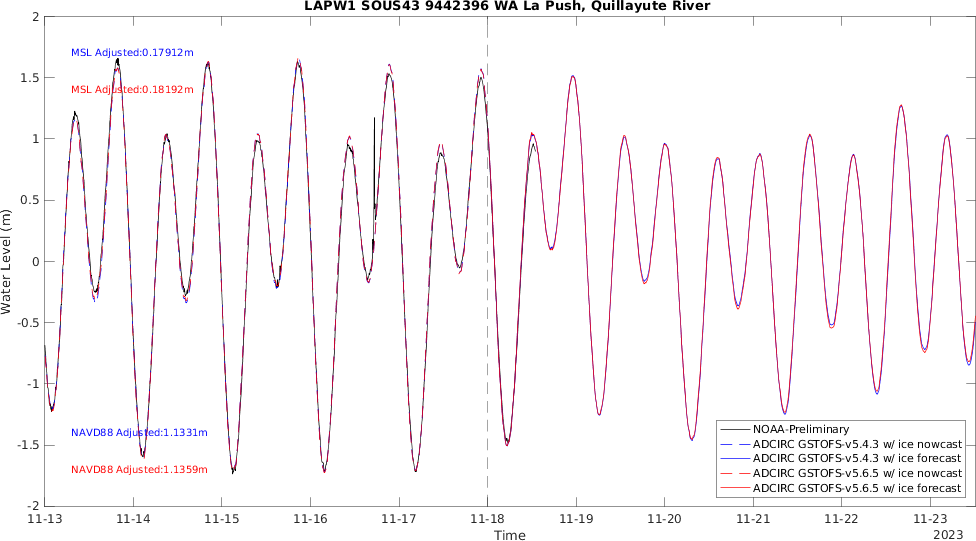 LAPW1 SOUS43 9442396 WA La Push, Quillayute River
2
1.5
1
0.5
0
-0.5
-1
-1.5
-2
Water Level (m)
MSL Adjusted:0.17912m
MSL Adjusted:0.18192m
NAVD88 Adjusted:1.1331m
NAVD88 Adjusted:1.1359m
NOAA-Preliminary
ADCIRC GSTOFS-v5.4.3 w/ ice nowcast
ADCIRC GSTOFS-v5.4.3 w/ ice forecast
ADCIRC GSTOFS-v5.6.5 w/ ice nowcast
ADCIRC GSTOFS-v5.6.5 w/ ice forecast
11-13 11-14 11-15 11-16 11-17 11-18 11-19 11-20 11-21 11-22 11-23
Time
2023